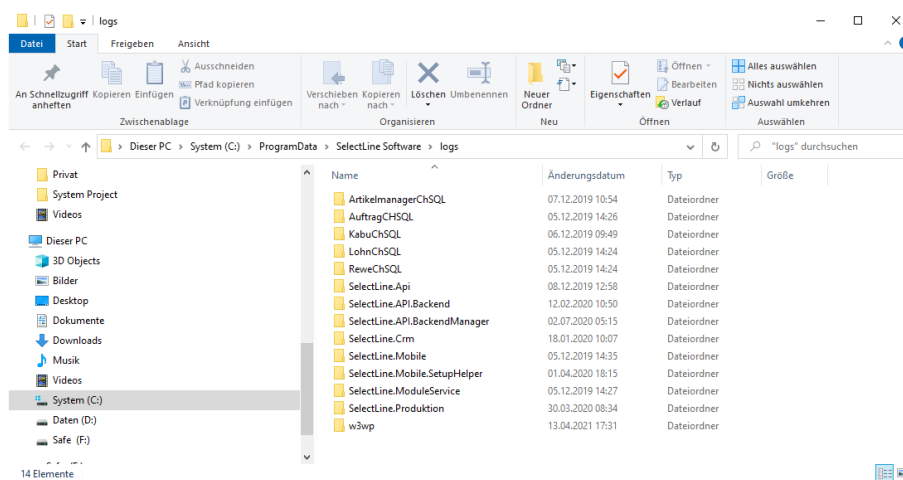 logs
Datei Start Freigeben Ansicht
An Schnellzugriff anheften
Kopieren
Einfügen
Ausschneiden
Pfad kopieren
Verknüpfung einfügen
Zwischenablage
Verschieben nach
Kopieren nach
Löschen
Umbenennen
Organisieren
Neuer Ordner
Neu
Eigenschaften
Öffnen
Bearbeiten
Verlauf
Öffnen
Alles auswählen
Nichts auswählen
Auswahl umkehren
Auswählen
Dieser PC › System (C:) › ProgramData › SelectLine Software › logs
"logs" durchsuchen
Privat
System Project
Videos
Dieser PC
3D Objects
Bilder
Desktop
Dokumente
Downloads
Musik
Videos
System (C:)
Daten (D:)
Safe (F:)
Name Änderungsdatum Typ Größe
ArtikelmanagerChSQL 07.12.2019 10:54 Dateiordner
AuftragCHSQL 05.12.2019 14:26 Dateiordner
KabuChSQL 06.12.2019 09:49 Dateiordner
LohnChSQL 05.12.2019 14:24 Dateiordner
ReweChSQL 05.12.2019 14:24 Dateiordner
SelectLine.Api 08.12.2019 12:58 Dateiordner
SelectLine.API.Backend 12.02.2020 10:50 Dateiordner
SelectLine.API.BackendManager 02.07.2020 05:15 Dateiordner
SelectLine.Crm 18.01.2020 10:07 Dateiordner
SelectLine.Mobile 05.12.2019 14:35 Dateiordner
SelectLine.Mobile.SetupHelper 01.04.2020 18:15 Dateiordner
SelectLine.ModuleService 05.12.2019 14:27 Dateiordner
SelectLine.Produktion 30.03.2020 08:34 Dateiordner
w3wp 13.04.2021 17:31 Dateiordner
14 Elemente